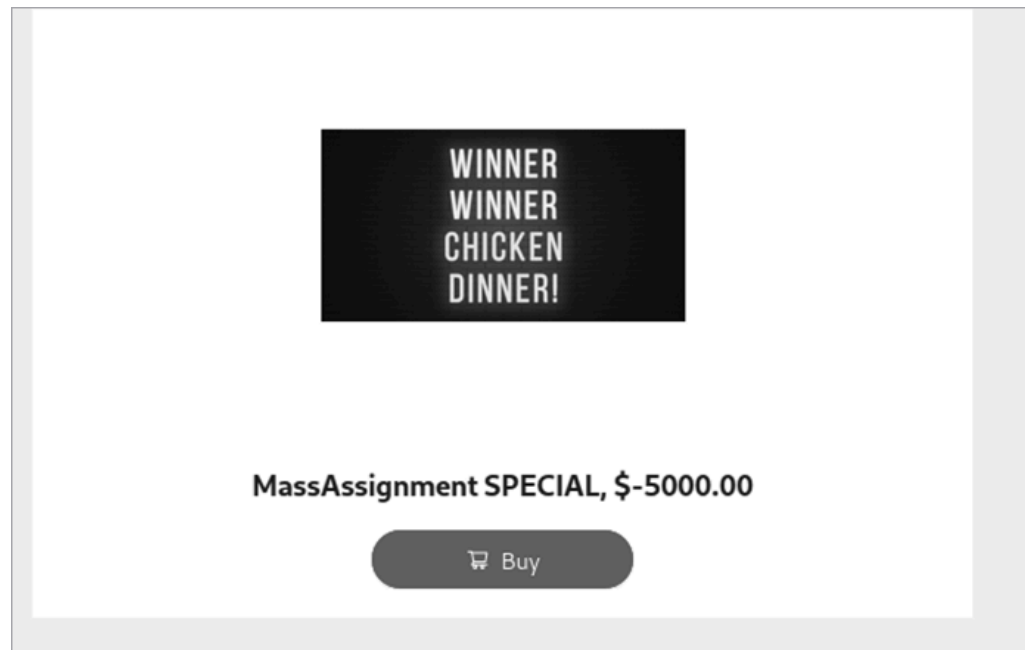 WINNER
WINNER
CHICKEN
DINNER!
MassAssignment SPECIAL, $-5000.00
Buy